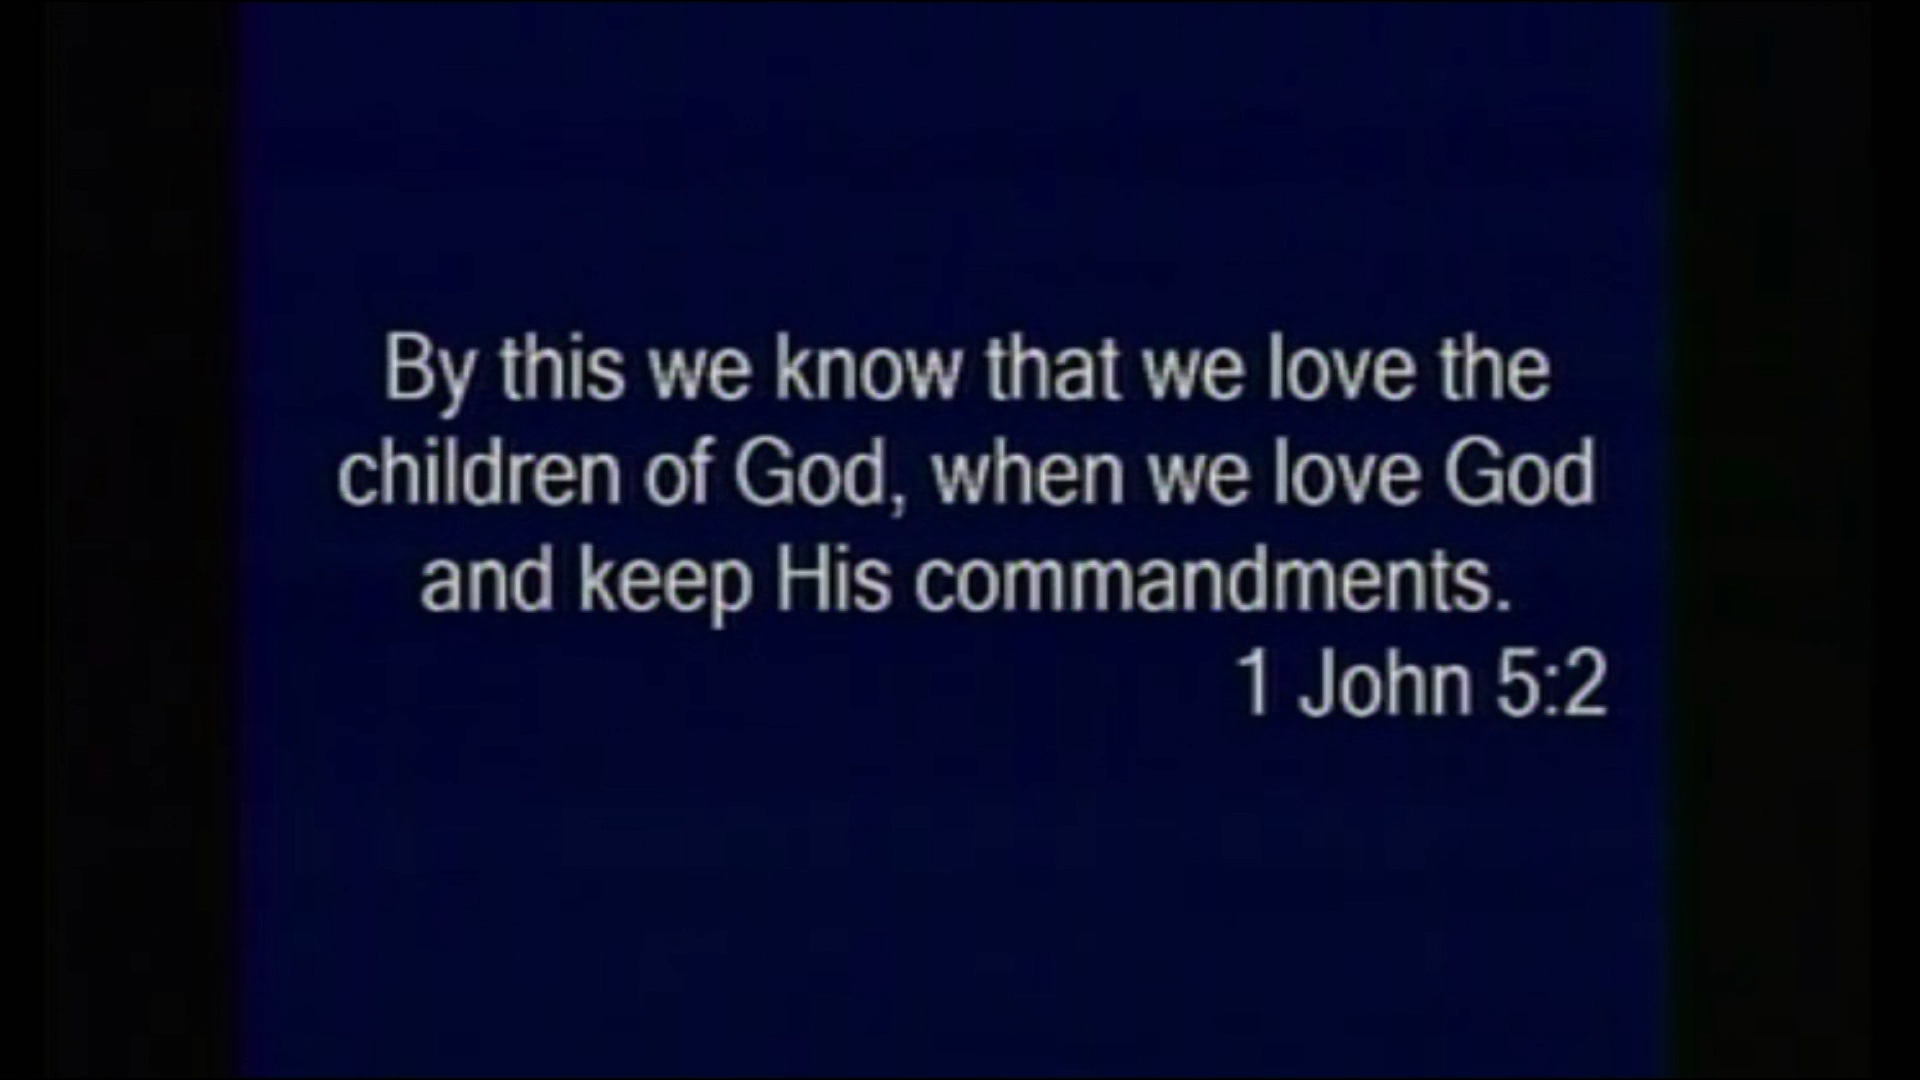 By this we know that we love the
children of God, when we love God
and keep His commandments.
1 John 5:2